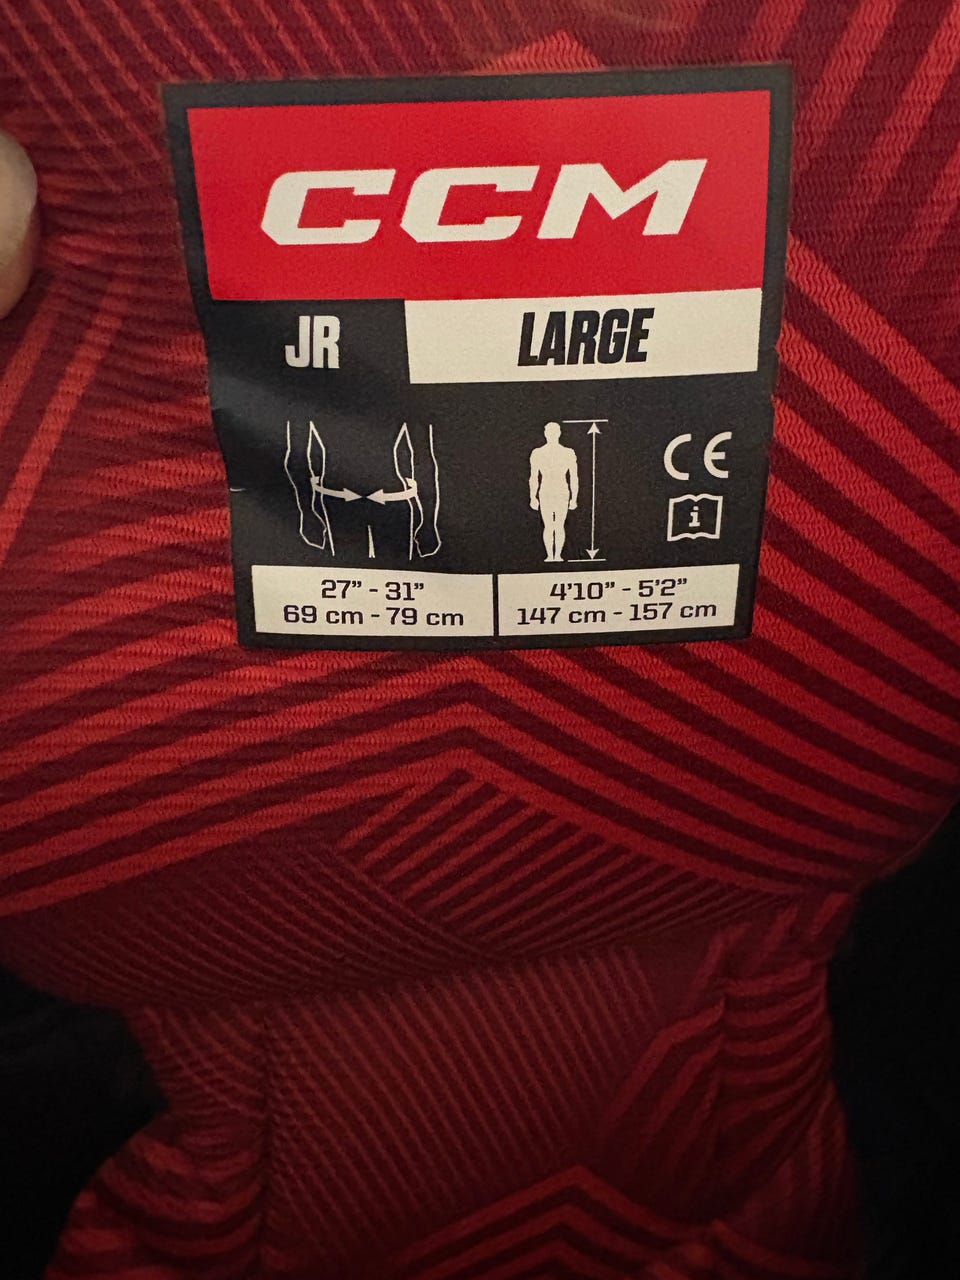 CCM
JR LARGE
CE
i
27” - 31”
69 cm - 79 cm
4'10” - 5'2”
147 cm - 157 cm